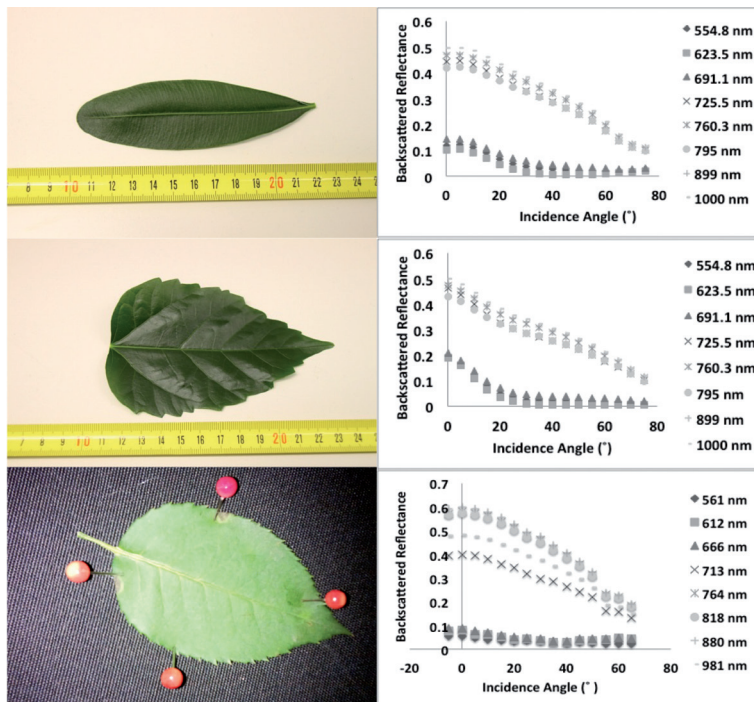 8 9 10 11 12 13 14 15 16 17 18 19 20 21 22 23 24
Backscattered Reflectance
0.6
0.5
0.4
0.3
0.2
0.1
0
0 20 40 60 80
Incidence Angle (°)
554.8 nm
623.5 nm
691.1 nm
725.5 nm
760.3 nm
795 nm
899 nm
1000 nm
7 8 9 10 11 12 13 14 15 16 17 18 19 20 21 22 23 24
Backscattered Reflectance
0.6
0.5
0.4
0.3
0.2
0.1
0
0 20 40 60 80
Incidence Angle (°)
554.8 nm
623.5 nm
691.1 nm
725.5 nm
760.3 nm
795 nm
899 nm
1000 nm
Backscattered Reflectance
0.7
0.6
0.5
0.4
0.3
0.2
0.1
0.0
-20 0 20 40 60 80
Incidence Angle (°)
561 nm
612 nm
666 nm
713 nm
764 nm
818 nm
880 nm
981 nm